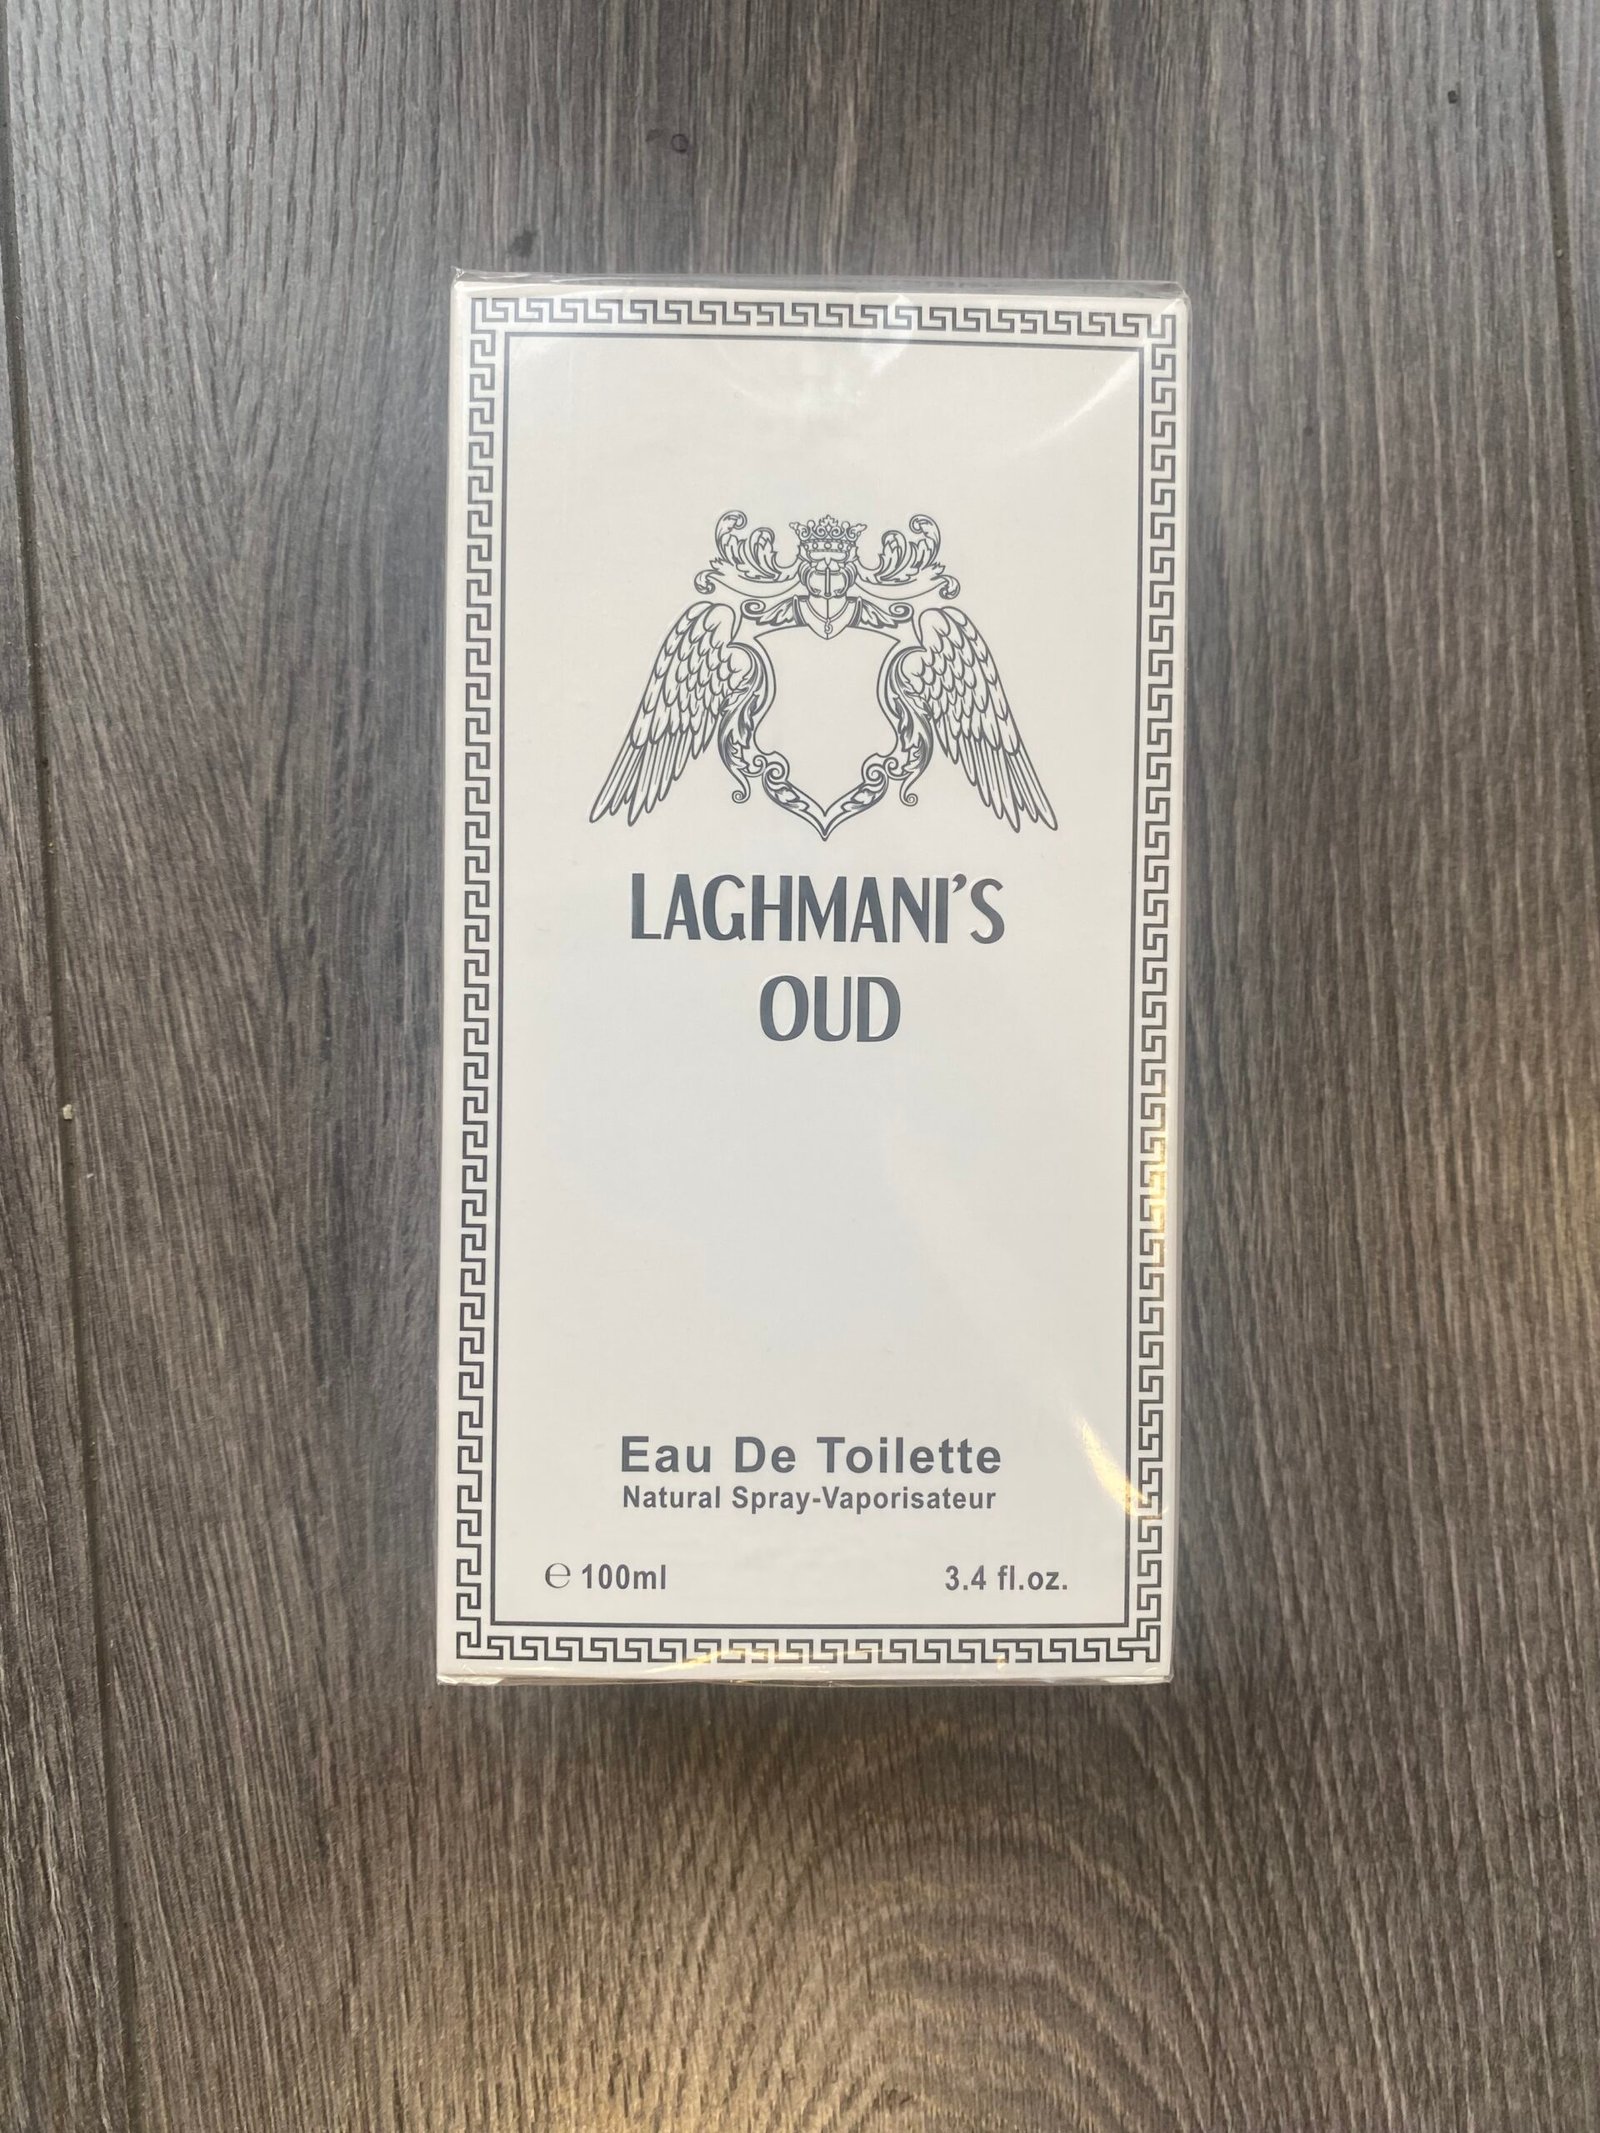 LAGHMANI'S
OUD
Eau De Toilette
Natural Spray-Vaporisateur
℮ 100ml 3.4 fl.oz.